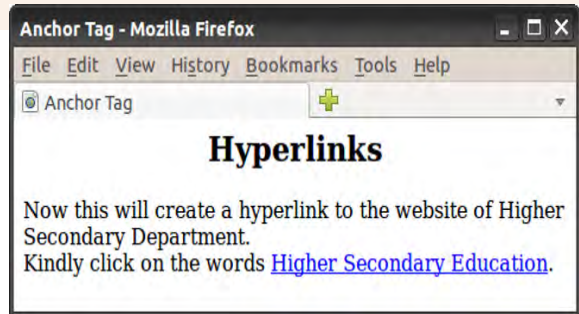 Anchor Tag - Mozilla Firefox
File Edit View History Bookmarks Tools Help
Anchor Tag
Hyperlinks
Now this will create a hyperlink to the website of Higher
Secondary Department.
Kindly click on the words Higher Secondary Education.